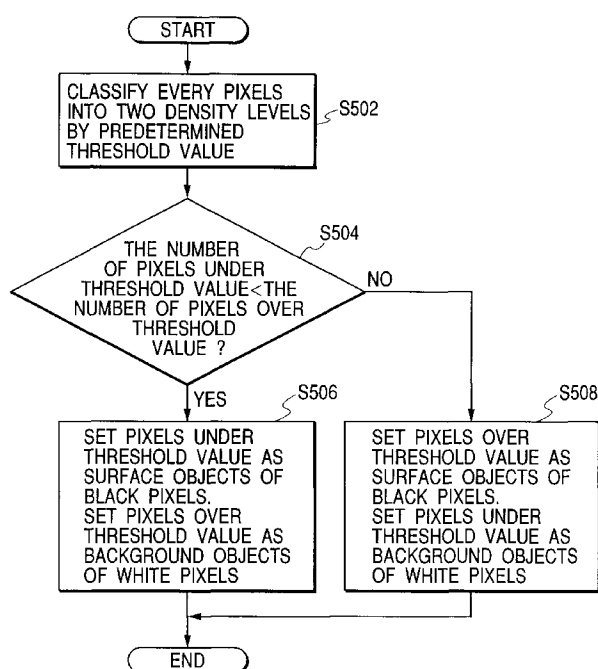 START
CLASSIFY EVERY PIXELS
INTO TWO DENSITY LEVELS
BY PREDETERMINED
THRESHOLD VALUE
S502
S504
THE NUMBER
OF PIXELS UNDER
THRESHOLD VALUE<THE
NUMBER OF PIXELS OVER
THRESHOLD
VALUE ?
NO
YES
S506
SET PIXELS UNDER
THRESHOLD VALUE AS
SURFACE OBJECTS OF
BLACK PIXELS.
SET PIXELS OVER
THRESHOLD VALUE AS
BACKGROUND OBJECTS
OF WHITE PIXELS
S508
SET PIXELS OVER
THRESHOLD VALUE AS
SURFACE OBJECTS OF
BLACK PIXELS.
SET PIXELS UNDER
THRESHOLD VALUE AS
BACKGROUND OBJECTS
OF WHITE PIXELS
END